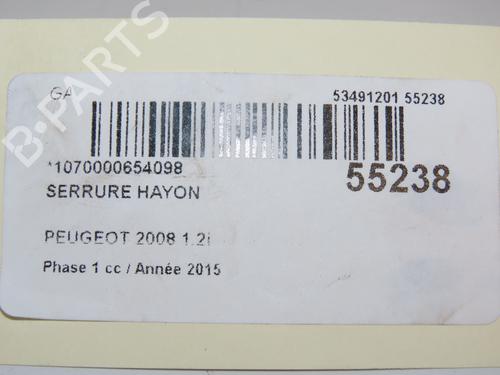 GA
53491201 55238
*1070000654098
55238
SERRURE HAYON
PEUGEOT 2008 1.2i
Phase 1 cc / Année 2015
B-PARTS